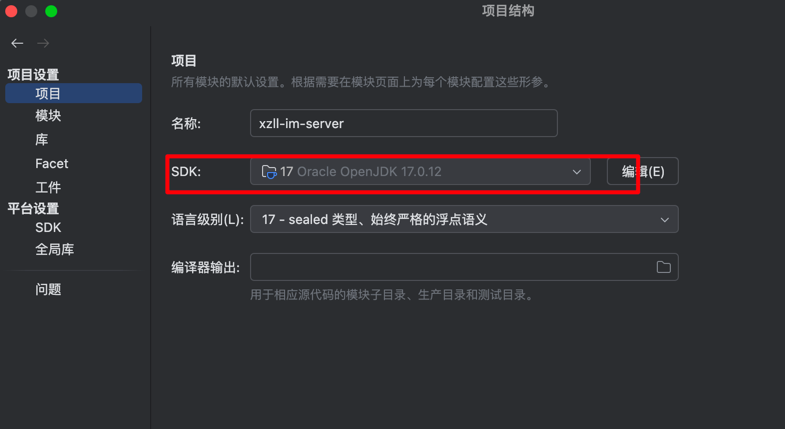 项目结构
项目设置
项目
模块
库
Facet
工件
平台设置
SDK
全局库
问题
项目
所有模块的默认设置。根据需要在模块页面上为每个模块配置这些形参。
名称: xzll-im-server
SDK: 17 Oracle OpenJDK 17.0.12 编辑(E)
语言级别(L): 17 - sealed 类型、始终严格的浮点语义
编译器输出:
用于相应源代码的模块子目录、生产目录和测试目录。